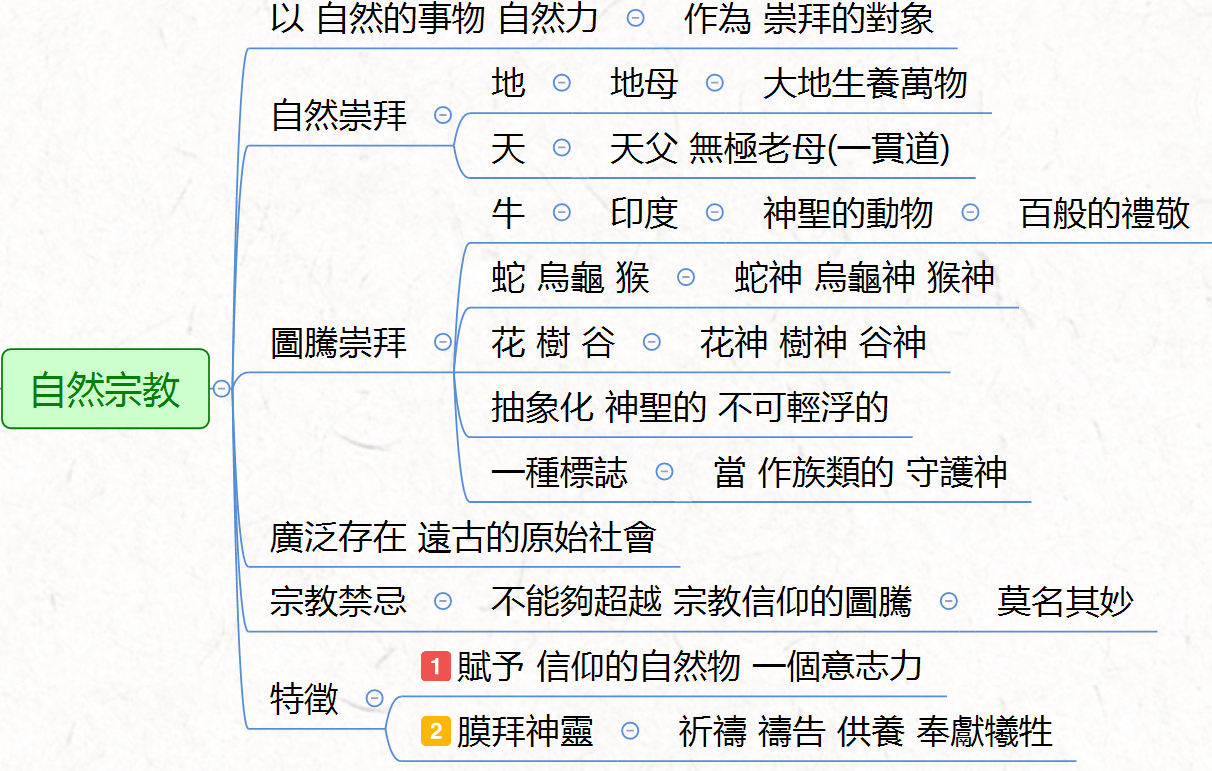 以 自然的事物 自然力 作為 崇拜的對象
自然崇拜
地 地母 大地生養萬物
天 天父 無極老母(一貫道)
圖騰崇拜
牛 印度 神聖的動物 百般的禮敬
蛇 烏龜 猴 蛇神 烏龜神 猴神
花 樹 谷 花神 樹神 谷神
抽象化 神聖的 不可輕浮的
一種標誌 當 作族類的 守護神
自然宗教
廣泛存在 遠古的原始社會
宗教禁忌 不能夠超越 宗教信仰的圖騰 莫名其妙
特徵
1 賦予 信仰的自然物 一個意志力
2 膜拜神靈 祈禱 禱告 供養 奉獻犧牲